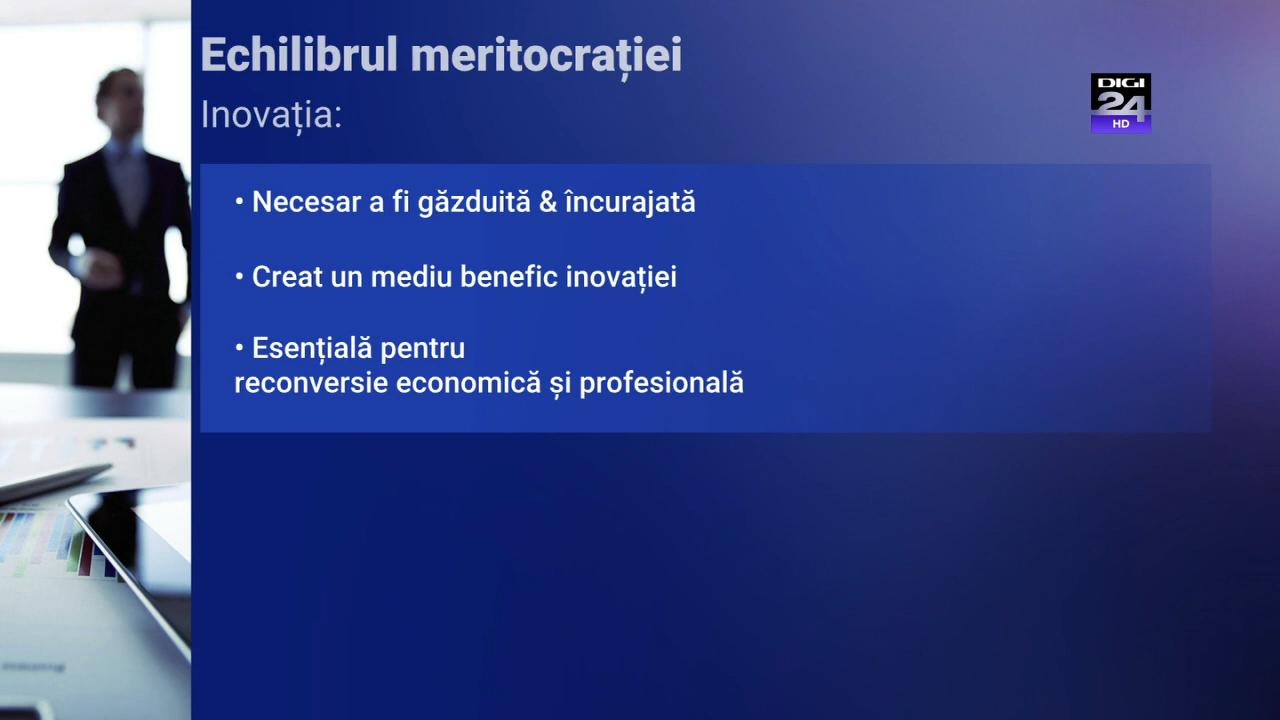 Echilibrul meritocrației
Inovația:
DIGI
24
HD
• Necesar a fi găzduită & încurajată
• Creat un mediu benefic inovației
• Esențială pentru
reconversie economică și profesională